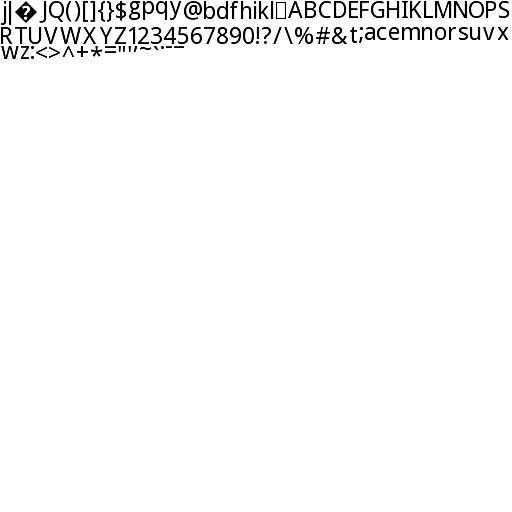 j|�JQ()[]{}$gpqy@bdfhikl▯ABCDEFGHIKLMNOPS
RTUVWXYZ1234567890!?/\%#&t;acemnorsuvx
wz:<>^+*="',~`.--